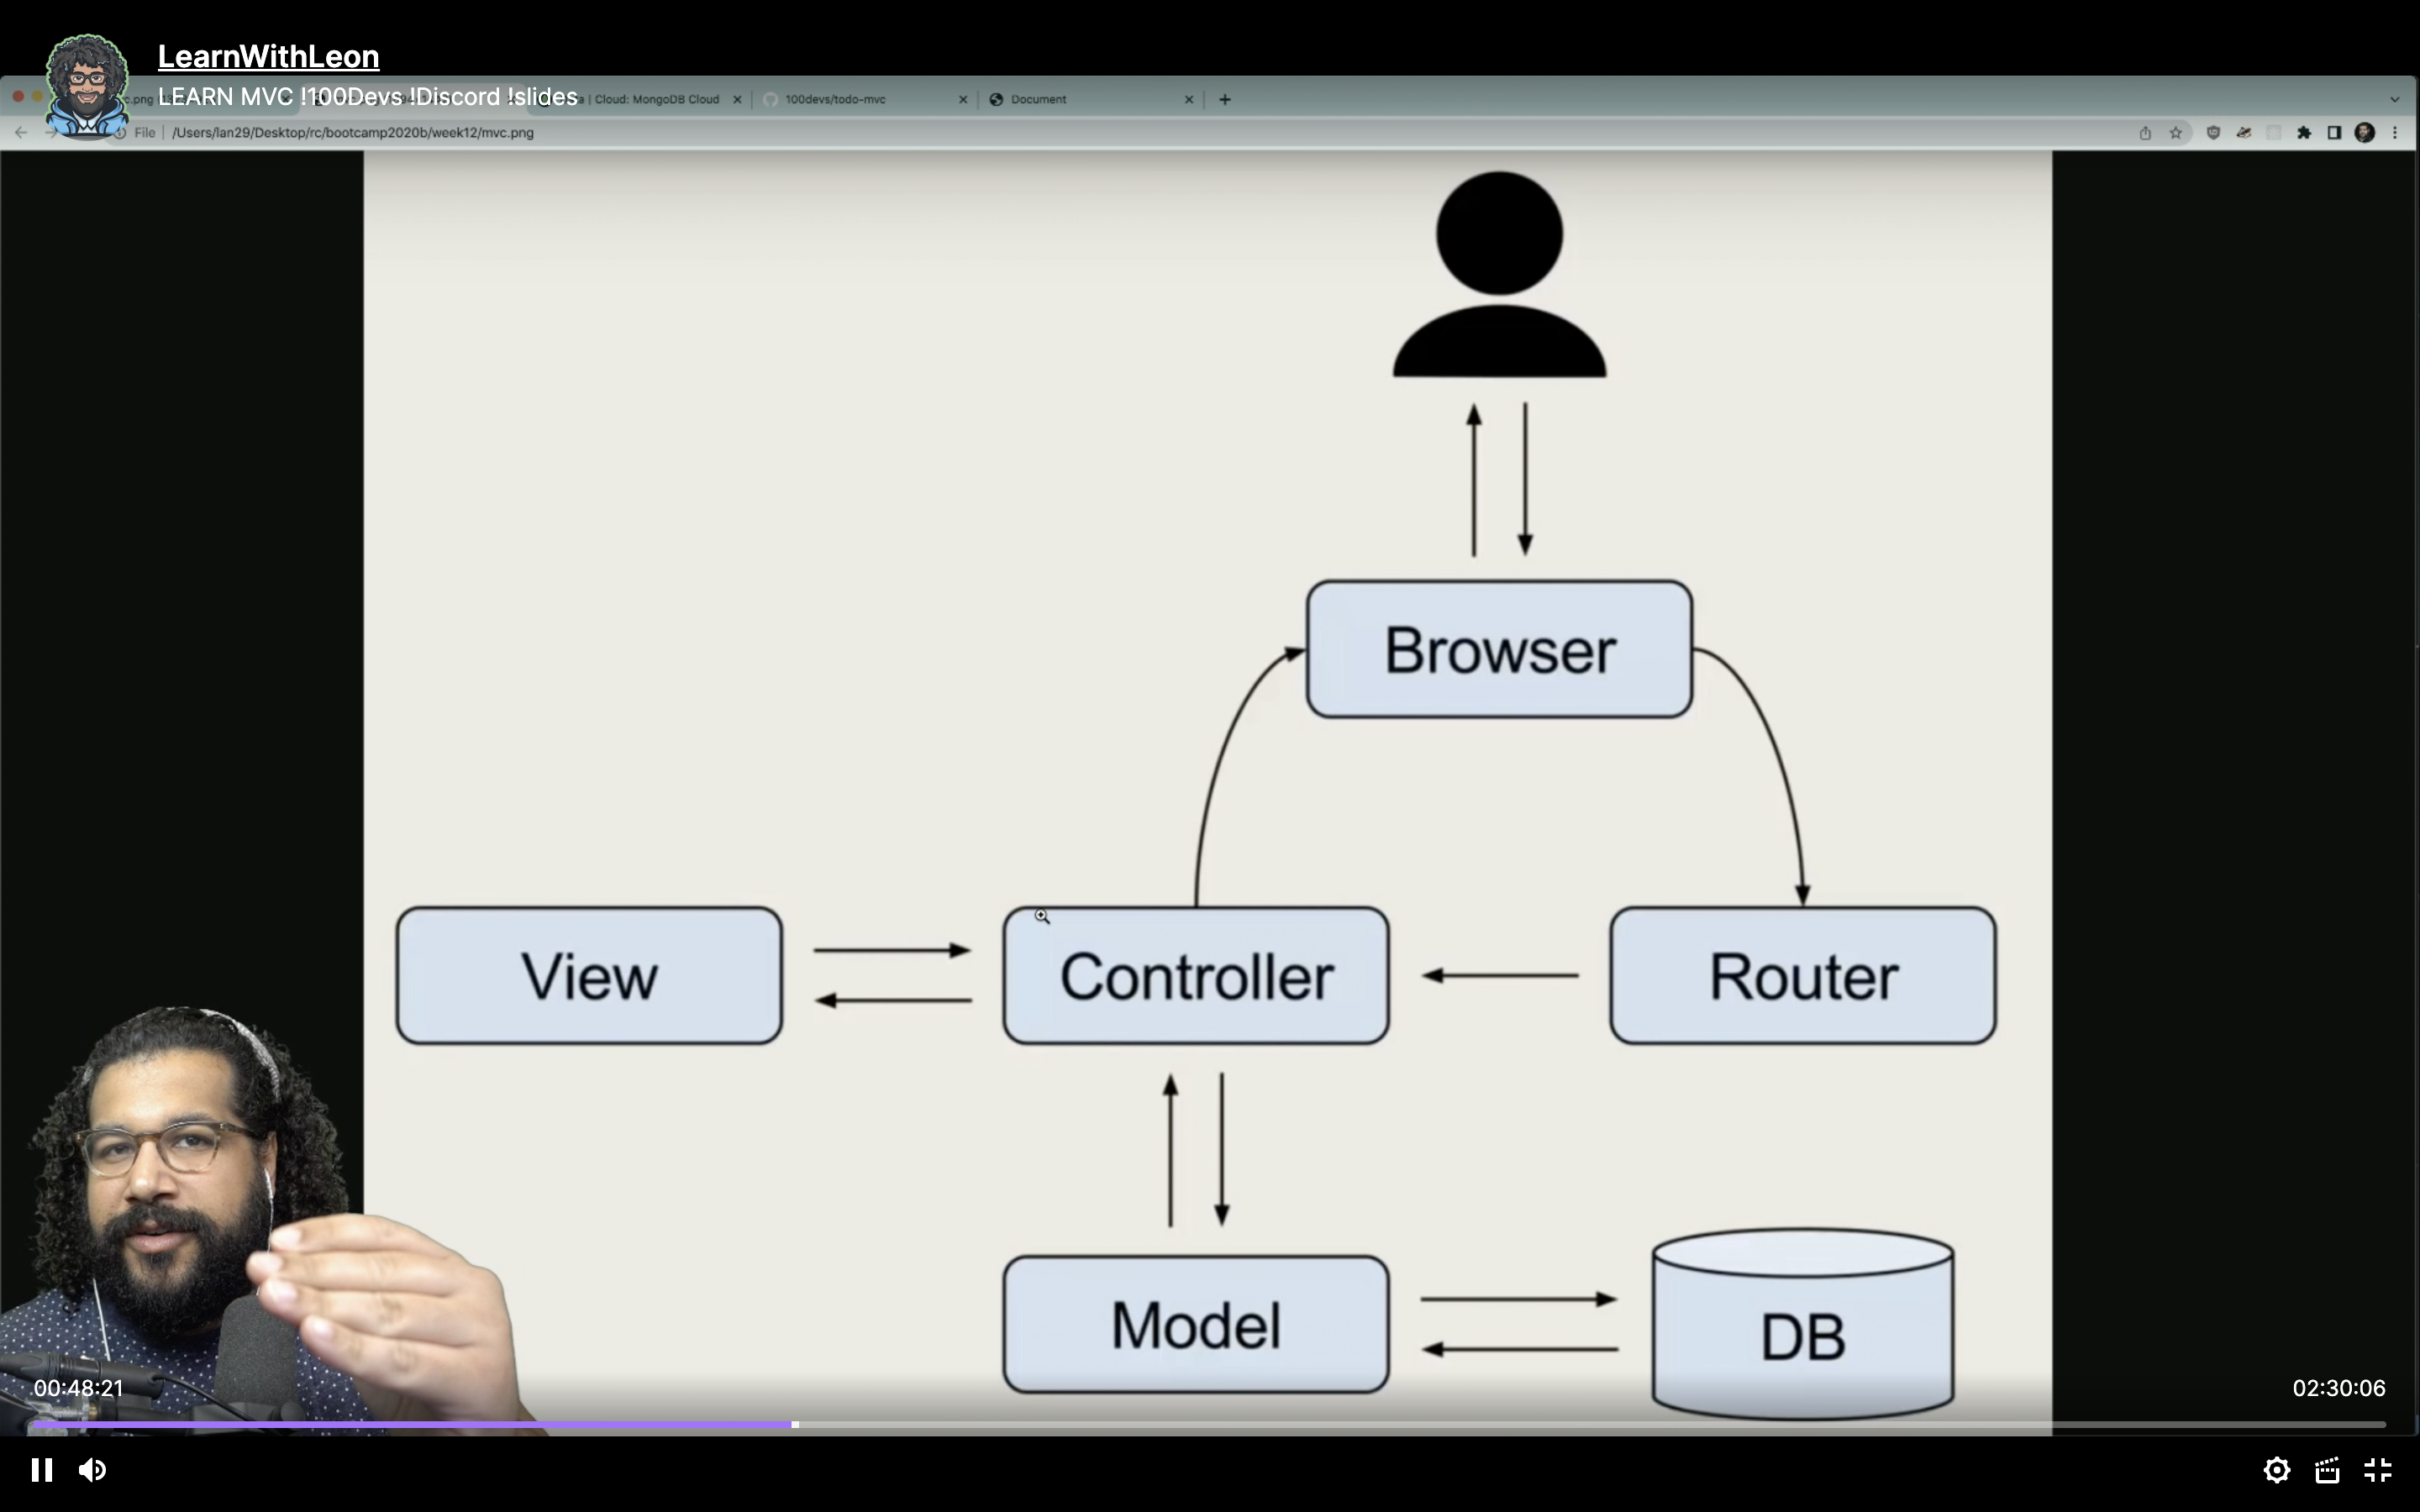 LearnWithLeon
LEARN MVC !100Devs !Discord !slides
| Cloud: MongoDB Cloud
100devs/todo-mvc
Document
File
/Users/lan29/Desktop/rc/bootcamp2020b/week12/mvc.png
Browser
View
Controller
Router
Model
DB
00:48:21
02:30:06